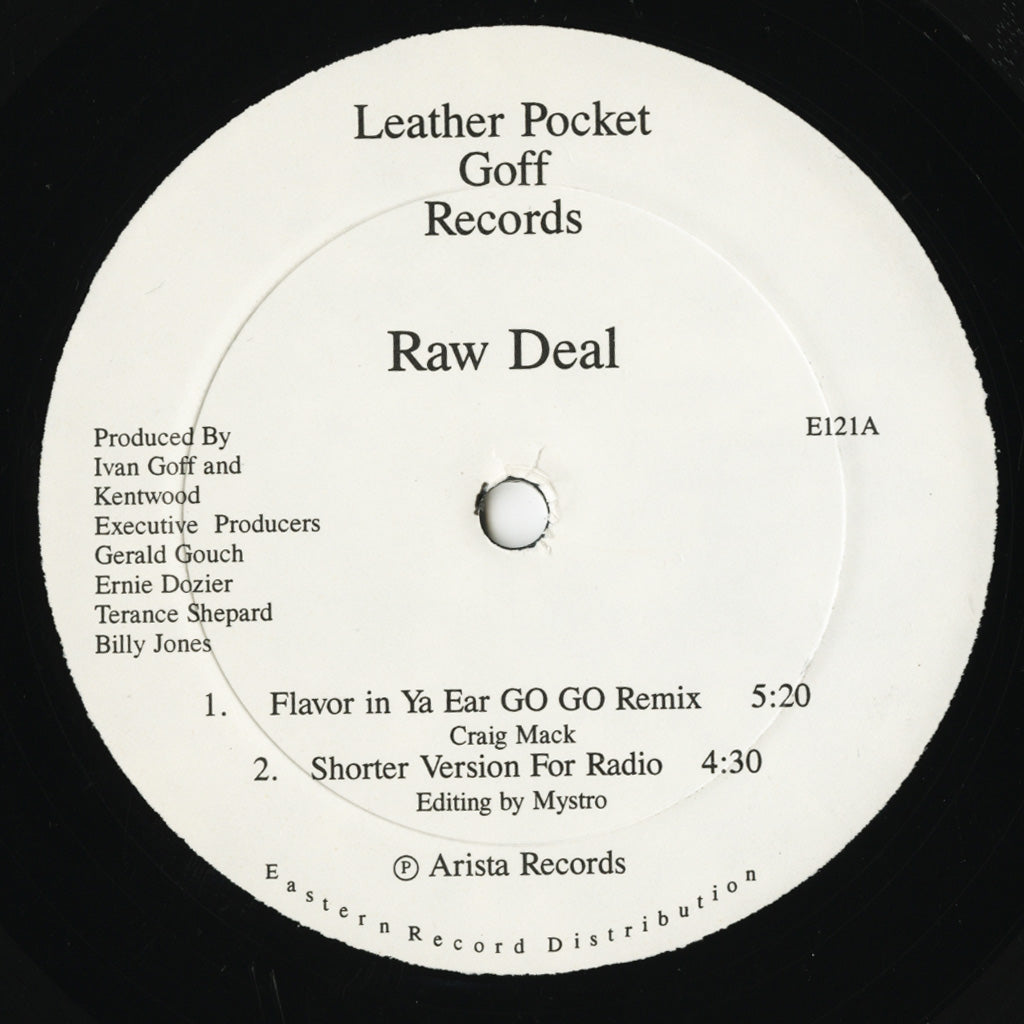 Leather Pocket
Goff
Records
Raw Deal
E121A
Produced By
Ivan Goff and
Kentwood
Executive Producers
Gerald Gouch
Ernie Dozier
Terance Shepard
Billy Jones
1. Flavor in Ya Ear GO GO Remix 5:20
Craig Mack
2. Shorter Version For Radio 4:30
Editing by Mystro
℗ Arista Records
Eastern Record Distribution